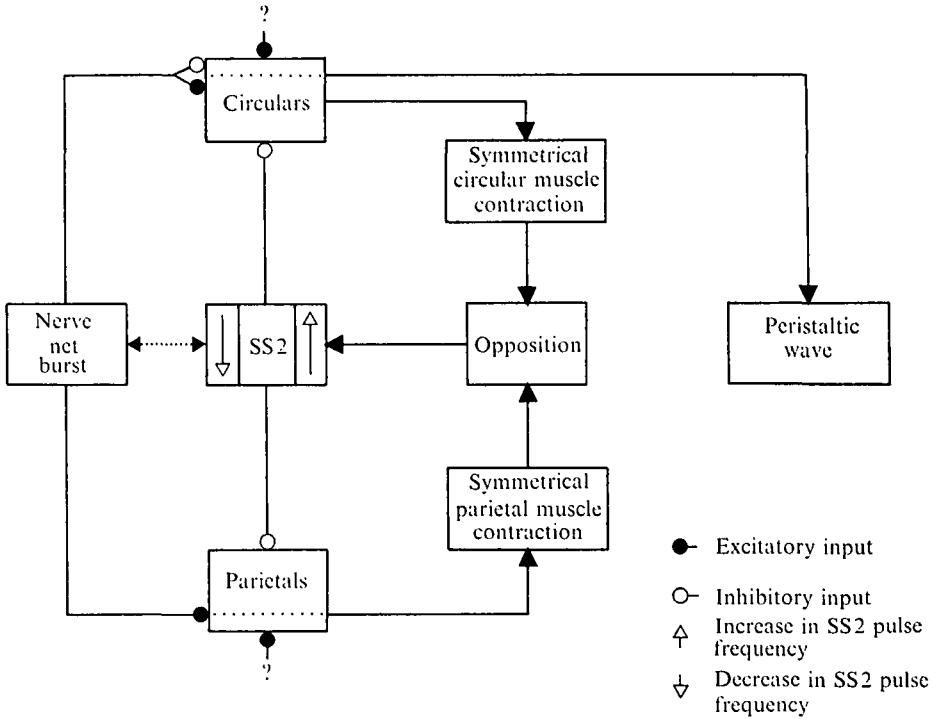 ?
Circulars
Symmetrical
circular muscle
contraction
Nerve
net
burst
SS2
Opposition
Peristaltic
wave
Symmetrical
parietal muscle
contraction
Parietals
?
Excitatory input
Inhibitory input
Increase in SS2 pulse
frequency
Decrease in SS2 pulse
frequency